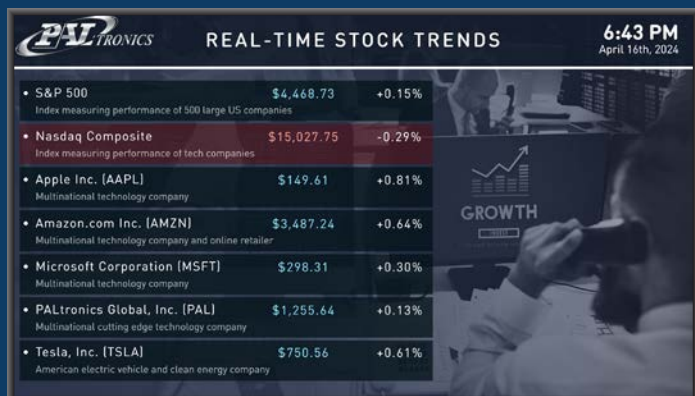 PALTRONICS
REAL-TIME STOCK TRENDS
6:43 PM
April 16th, 2024
• S&P 500 $4,468.73 +0.15%
Index measuring performance of 500 large US companies
• Nasdaq Composite $15,027.75 -0.29%
Index measuring performance of tech companies
• Apple Inc. (AAPL) $149.61 +0.81%
Multinational technology company
• Amazon.com Inc. (AMZN) $3,487.24 +0.64%
Multinational technology company and online retailer
• Microsoft Corporation (MSFT) $298.31 +0.30%
Multinational technology company
• PALtronics Global, Inc. (PAL) $1,255.64 +0.13%
Multinational cutting edge technology company
• Tesla, Inc. (TSLA) $750.56 +0.61%
American electric vehicle and clean energy company
GROWTH